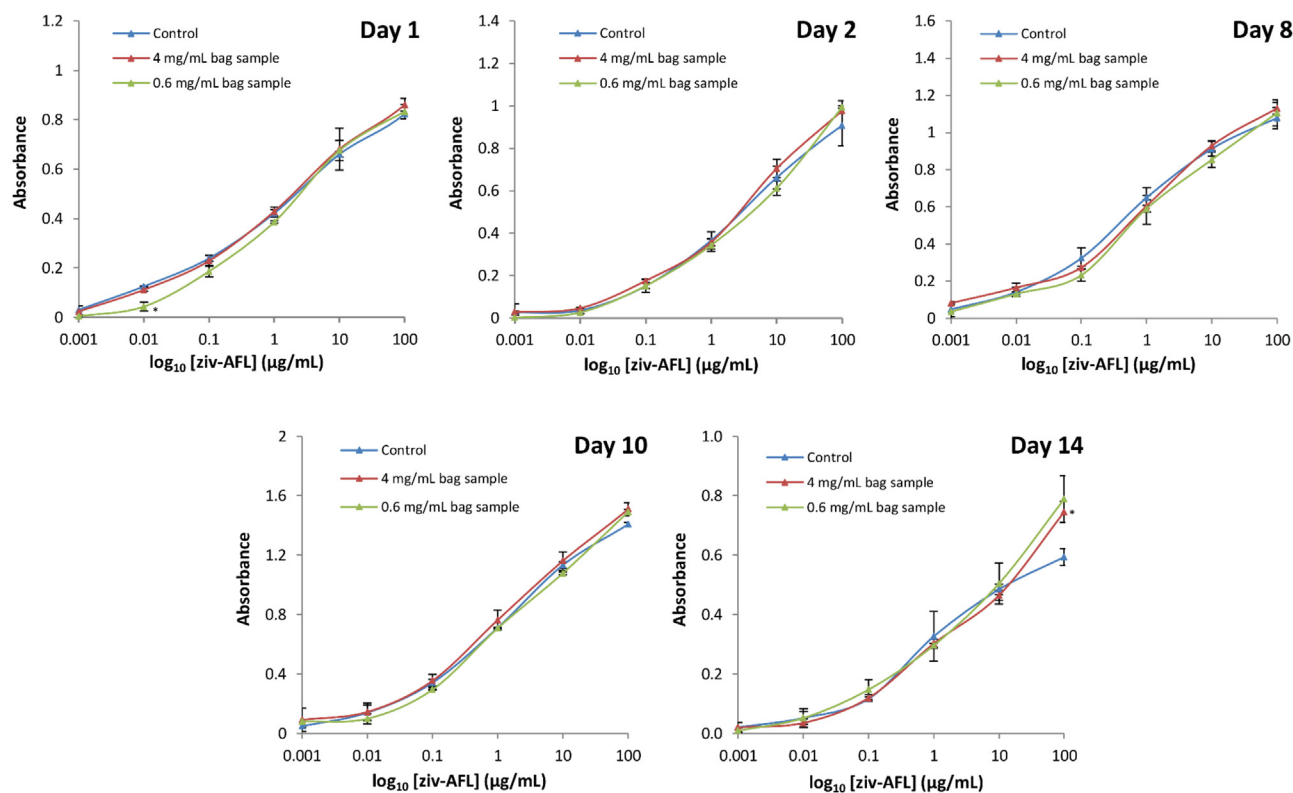 Day 1
Control
4 mg/mL bag sample
0.6 mg/mL bag sample
Absorbance
1.2
1
0.8
0.6
0.4
0.2
0
*
0.001 0.01 0.1 1 10 100
log10 [ziv-AFL] (µg/mL)
Day 2
Control
4 mg/mL bag sample
0.6 mg/mL bag sample
Absorbance
1.4
1.2
1
0.8
0.6
0.4
0.2
0
0.001 0.01 0.1 1 10 100
log10 [ziv-AFL] (µg/mL)
Day 8
Control
4 mg/mL bag sample
0.6 mg/mL bag sample
Absorbance
1.6
1.4
1.2
1
0.8
0.6
0.4
0.2
0
0.001 0.01 0.1 1 10 100
log10 [ziv-AFL] (µg/mL)
Day 10
Control
4 mg/mL bag sample
0.6 mg/mL bag sample
Absorbance
2
1.6
1.2
0.8
0.4
0
0.001 0.01 0.1 1 10 100
log10 [ziv-AFL] (µg/mL)
Day 14
Control
4 mg/mL bag sample
0.6 mg/mL bag sample
Absorbance
1.0
0.8
0.6
0.4
0.2
0.0
*
0.001 0.01 0.1 1 10 100
log10 [ziv-AFL] (µg/mL)